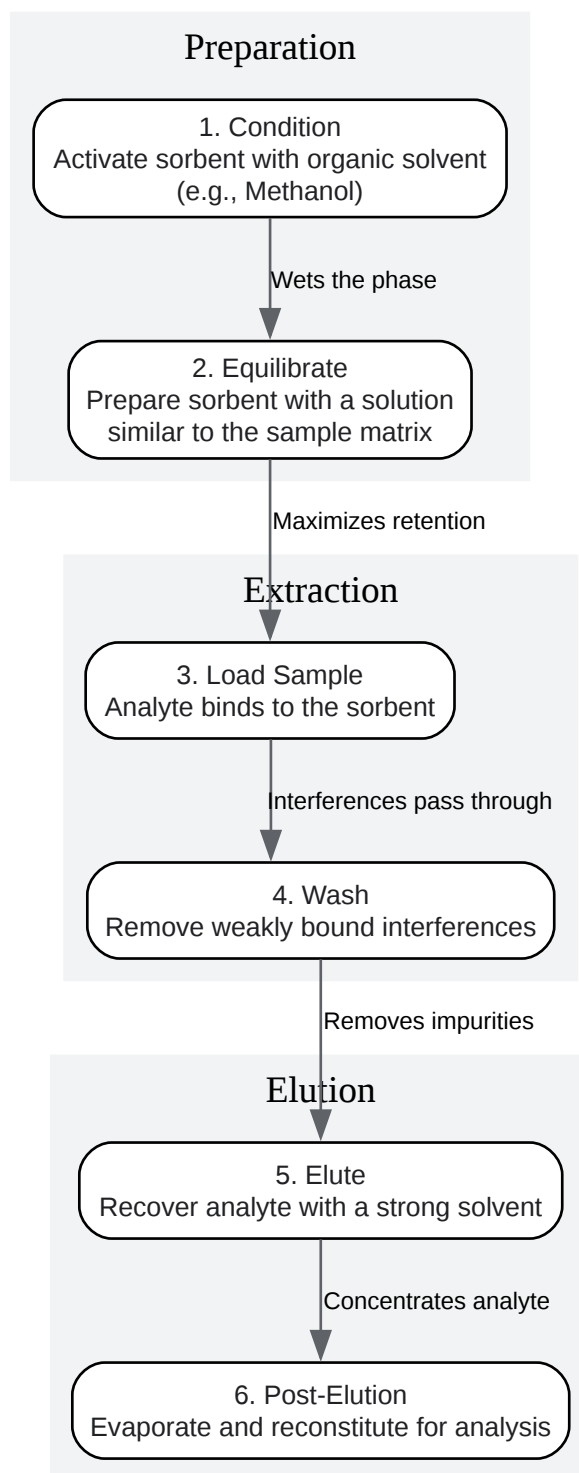 Preparation
1. Condition
Activate sorbent with organic solvent
(e.g., Methanol)
Wets the phase
2. Equilibrate
Prepare sorbent with a solution
similar to the sample matrix
Maximizes retention
Extraction
3. Load Sample
Analyte binds to the sorbent
Interferences pass through
4. Wash
Remove weakly bound interferences
Removes impurities
Elution
5. Elute
Recover analyte with a strong solvent
Concentrates analyte
6. Post-Elution
Evaporate and reconstitute for analysis